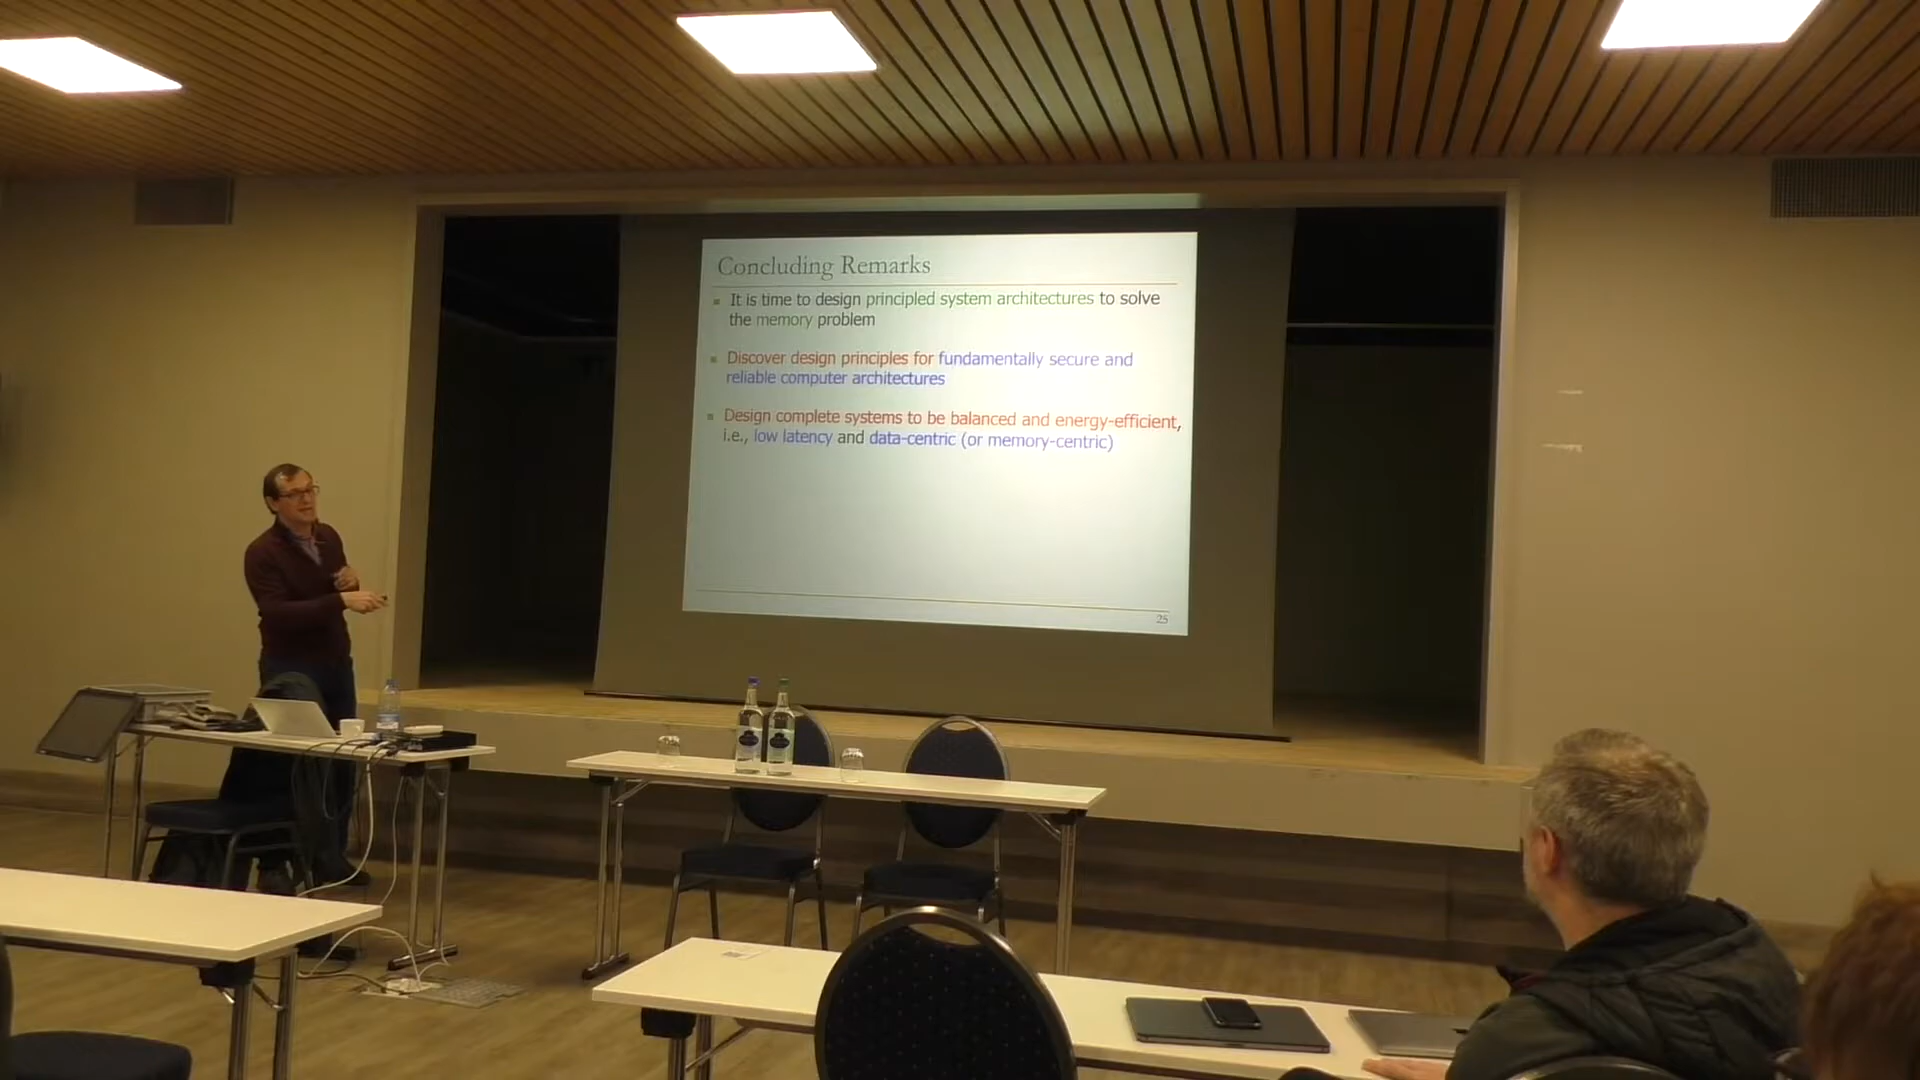 Concluding Remarks
It is time to design principled system architectures to solve
the memory problem
Discover design principles for fundamentally secure and
reliable computer architectures
Design complete systems to be balanced and energy-efficient,
i.e., low latency and data-centric (or memory-centric)
25